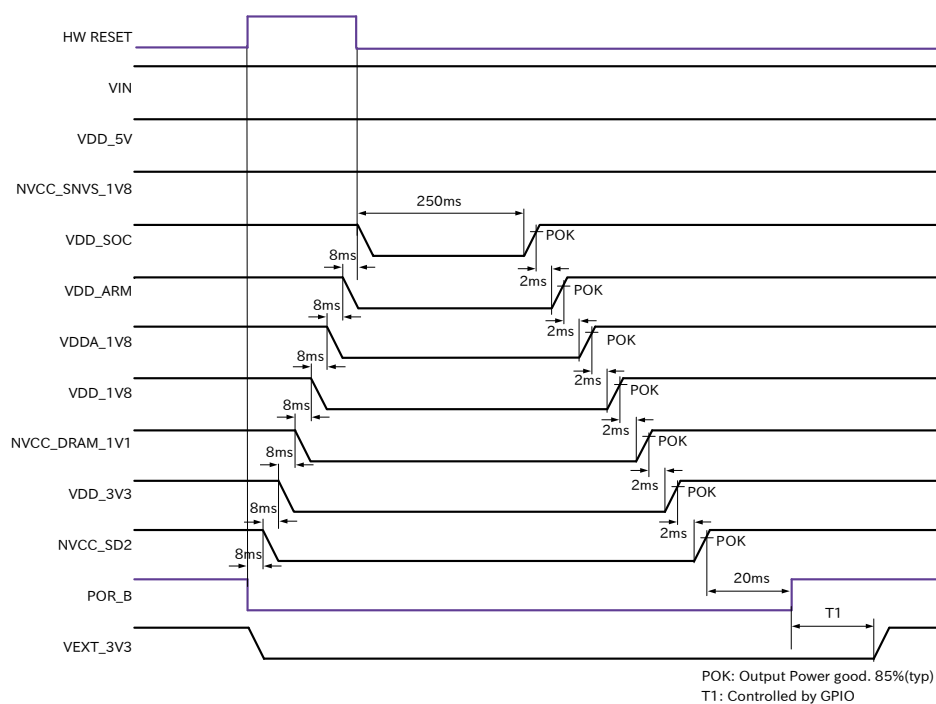 HW RESET
VIN
VDD_5V
NVCC_SNVS_1V8
250ms
VDD_SOC
POK
8ms
2ms
VDD_ARM
POK
8ms
2ms
VDDA_1V8
POK
8ms
2ms
VDD_1V8
POK
8ms
2ms
NVCC_DRAM_1V1
POK
8ms
2ms
VDD_3V3
POK
8ms
2ms
NVCC_SD2
POK
8ms
20ms
POR_B
T1
VEXT_3V3
POK: Output Power good. 85%(typ)
T1: Controlled by GPIO